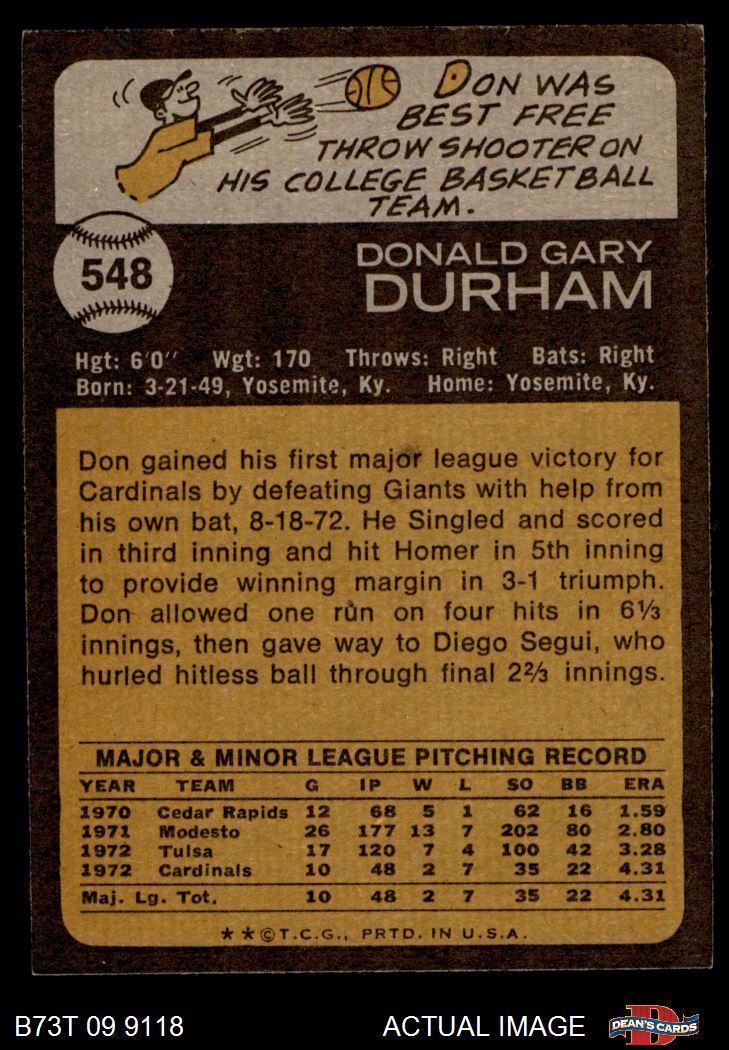 DON WAS
BEST FREE
THROW SHOOTER ON
HIS COLLEGE BASKETBALL
TEAM.
548
DONALD GARY
DURHAM
Hgt: 6'0" Wgt: 170 Throws: Right Bats: Right
Born: 3-21-49, Yosemite, Ky. Home: Yosemite, Ky.
Don gained his first major league victory for
Cardinals by defeating Giants with help from
his own bat, 8-18-72. He Singled and scored
in third inning and hit Homer in 5th inning
to provide winning margin in 3-1 triumph.
Don allowed one run on four hits in 6⅓
innings, then gave way to Diego Segui, who
hurled hitless ball through final 2⅔ innings.
MAJOR & MINOR LEAGUE PITCHING RECORD
YEAR TEAM G IP W L SO BB ERA
1970 Cedar Rapids 12 68 5 1 62 16 1.59
1971 Modesto 26 177 13 7 202 80 2.80
1972 Tulsa 17 120 7 4 100 42 3.28
1972 Cardinals 10 48 2 7 35 22 4.31
Maj. Lg. Tot. 10 48 2 7 35 22 4.31
**©T.C.G., PRTD. IN U.S.A.
B73T 09 9118 ACTUAL IMAGE D DEAN'S CARDS